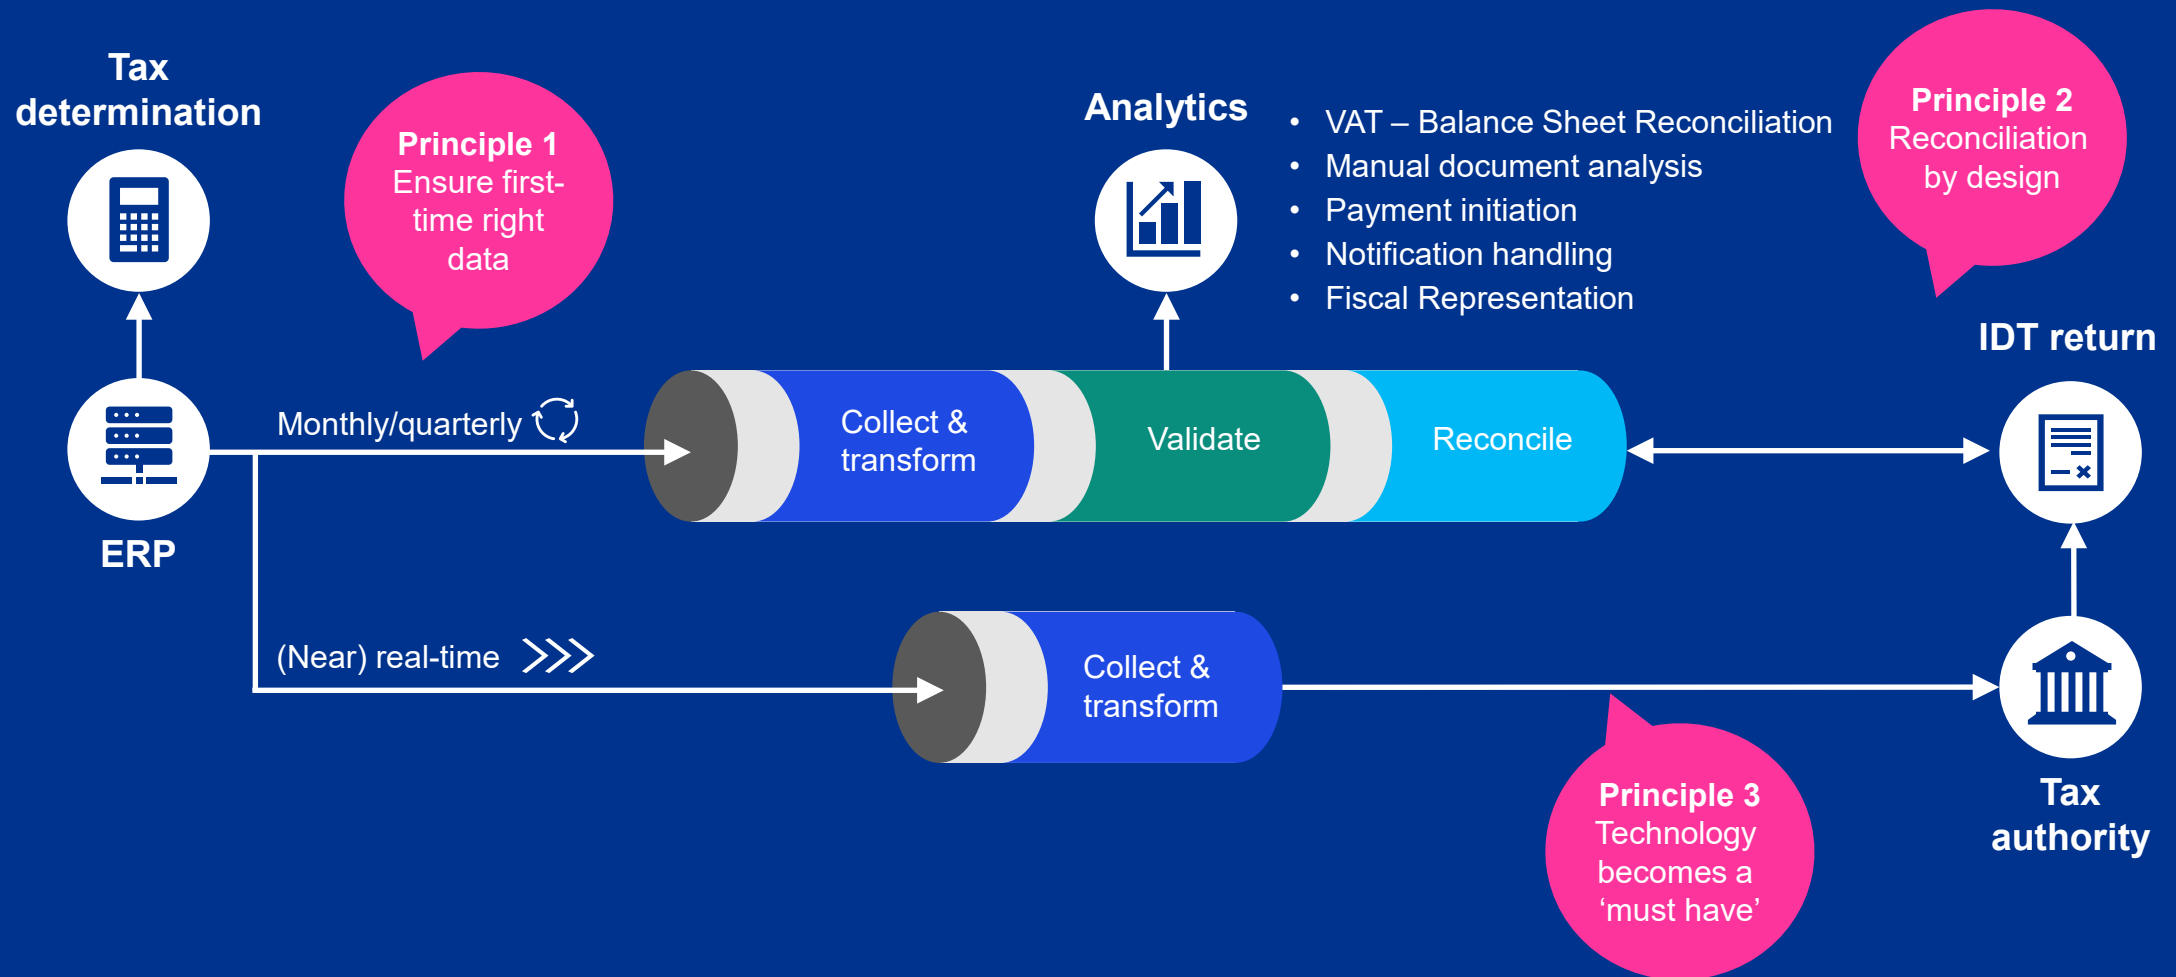 Tax
determination
Principle 1
Ensure first-
time right
data
Analytics
• VAT – Balance Sheet Reconciliation
• Manual document analysis
• Payment initiation
• Notification handling
• Fiscal Representation
Principle 2
Reconciliation
by design
IDT return
Monthly/quarterly
Collect &
transform
Validate
Reconcile
ERP
(Near) real-time
Collect &
transform
Principle 3
Technology
becomes a
‘must have’
Tax
authority